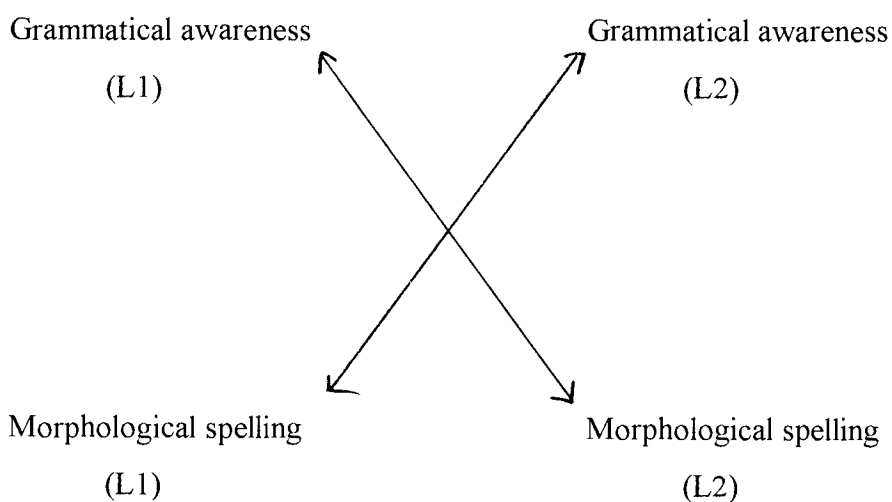 Grammatical awareness
(L1)
Grammatical awareness
(L2)
Morphological spelling
(L1)
Morphological spelling
(L2)